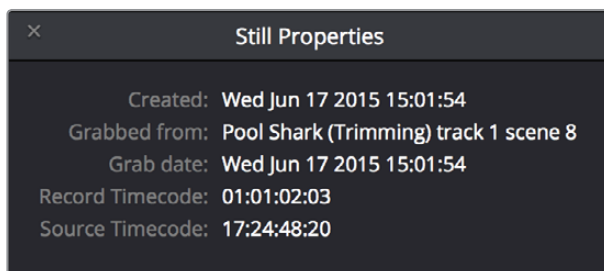 Still Properties
Created: Wed Jun 17 2015 15:01:54
Grabbed from: Pool Shark (Trimming) track 1 scene 8
Grab date: Wed Jun 17 2015 15:01:54
Record Timecode: 01:01:02:03
Source Timecode: 17:24:48:20